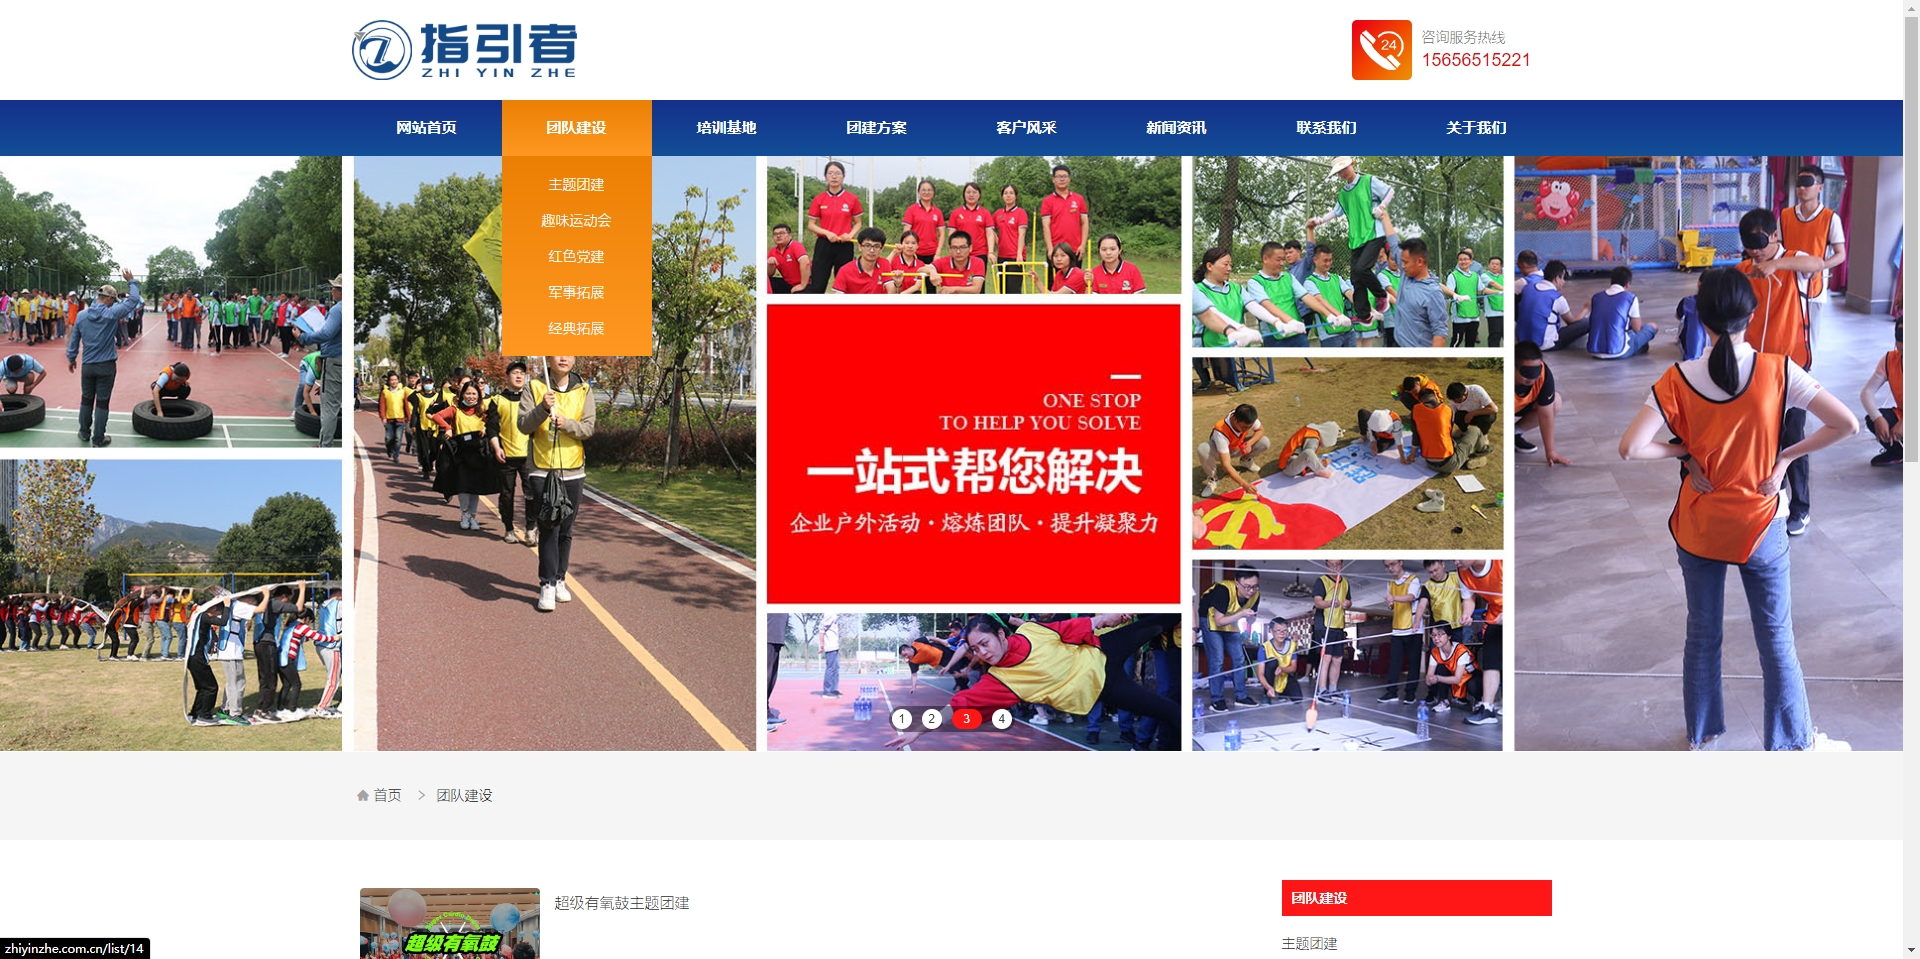 指引者
ZHI YIN ZHE
24
咨询服务热线
15656515221
网站首页
团队建设
培训基地
团建方案
客户风采
新闻资讯
联系我们
关于我们
主题团建
趣味运动会
红色党建
军事拓展
经典拓展
ONE STOP
TO HELP YOU SOLVE
一站式帮您解决
企业户外活动·熔炼团队·提升凝聚力
1
2
3
4
首页 > 团队建设
超级有氧鼓
超级有氧鼓主题团建
团队建设
主题团建
zhiyinzhe.com.cn/list/14